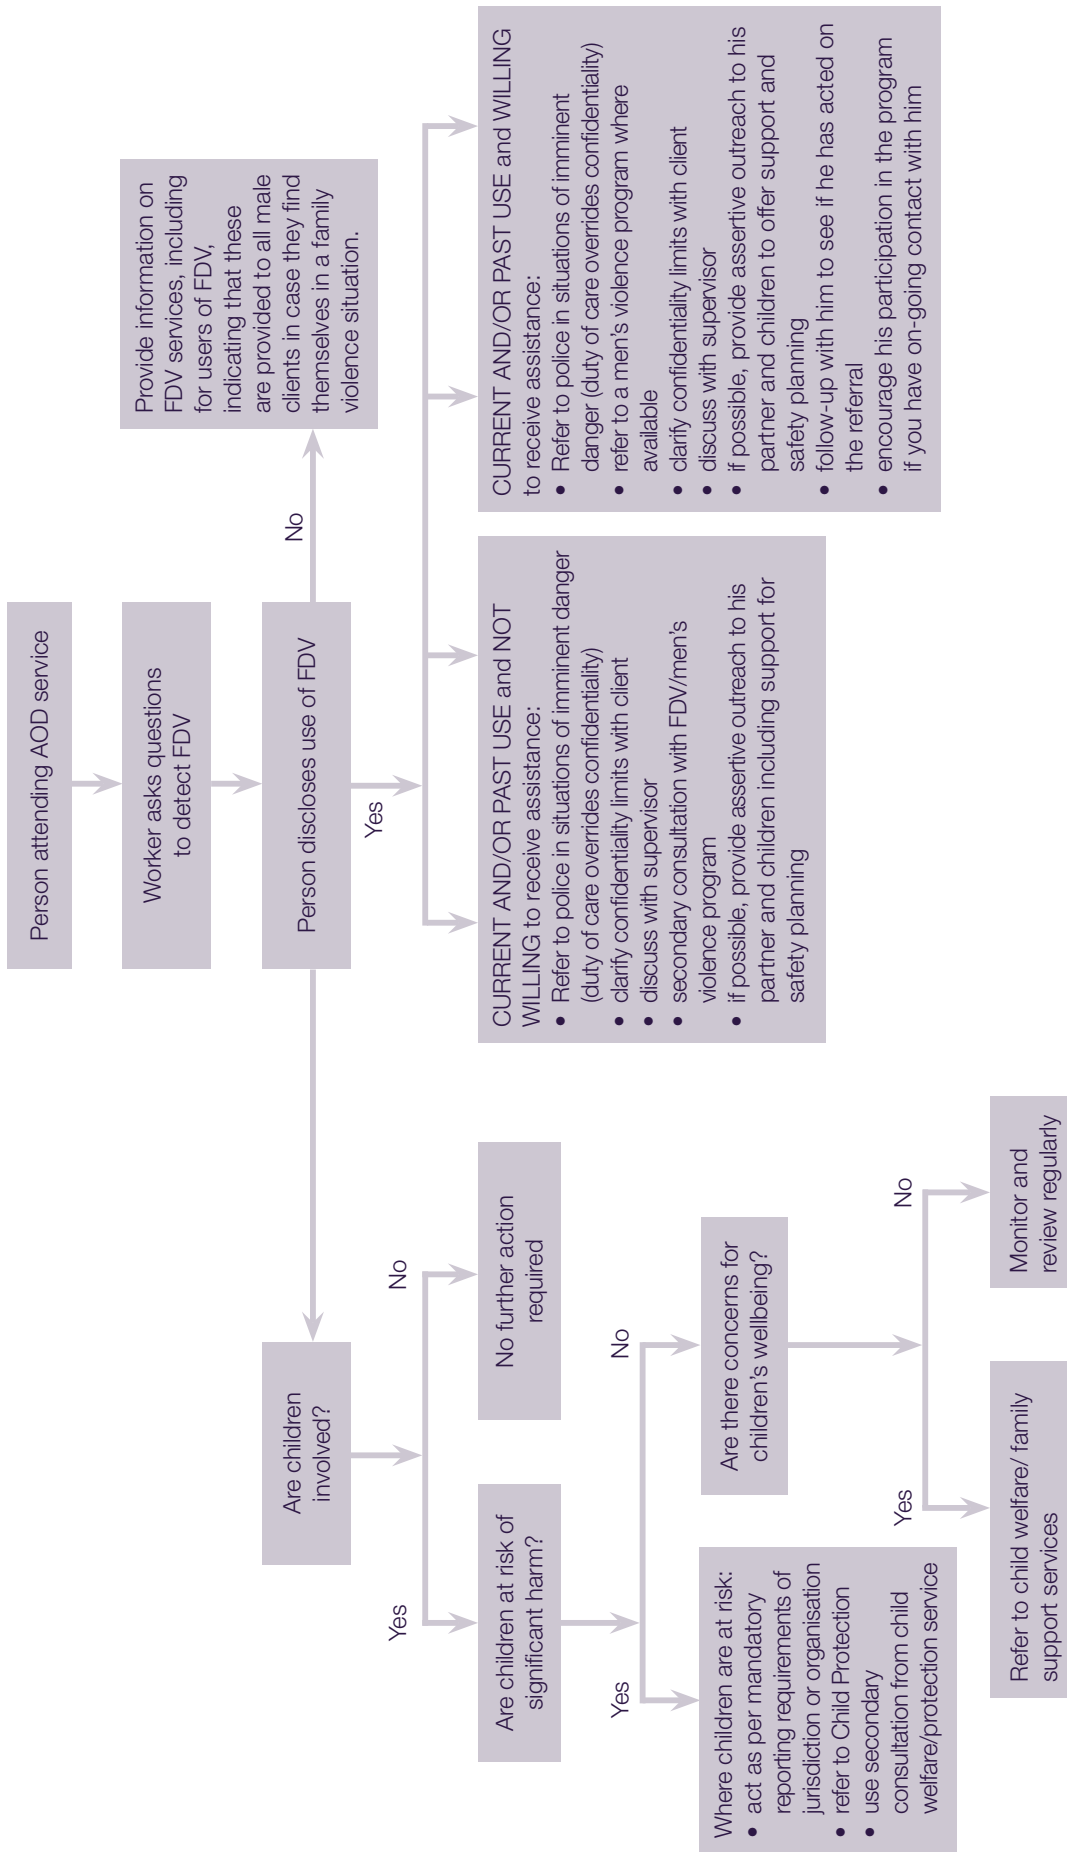 Person attending AOD service
Worker asks questions
to detect FDV
Person discloses use of FDV
No
Provide information on
FDV services, including
for users of FDV,
indicating that these
are provided to all male
clients in case they find
themselves in a family
violence situation.
Yes
CURRENT AND/OR PAST USE and NOT
WILLING to receive assistance:
• Refer to police in situations of imminent danger
(duty of care overrides confidentiality)
• clarify confidentiality limits with client
• discuss with supervisor
• secondary consultation with FDV/men's
violence program
• if possible, provide assertive outreach to his
partner and children including support for
safety planning
CURRENT AND/OR PAST USE and WILLING
to receive assistance:
• Refer to police in situations of imminent
danger (duty of care overrides confidentiality)
• refer to a men's violence program where
available
• clarify confidentiality limits with client
• discuss with supervisor
• if possible, provide assertive outreach to his
partner and children to offer support and
safety planning
• follow-up with him to see if he has acted on
the referral
• encourage his participation in the program
if you have on-going contact with him
Are children
involved?
Yes
No
Are children at risk of
significant harm?
No further action
required
Yes
No
Where children are at risk:
• act as per mandatory
reporting requirements of
jurisdiction or organisation
• refer to Child Protection
• use secondary
consultation from child
welfare/protection service
Are there concerns for
children's wellbeing?
Yes
No
Refer to child welfare/ family
support services
Monitor and
review regularly